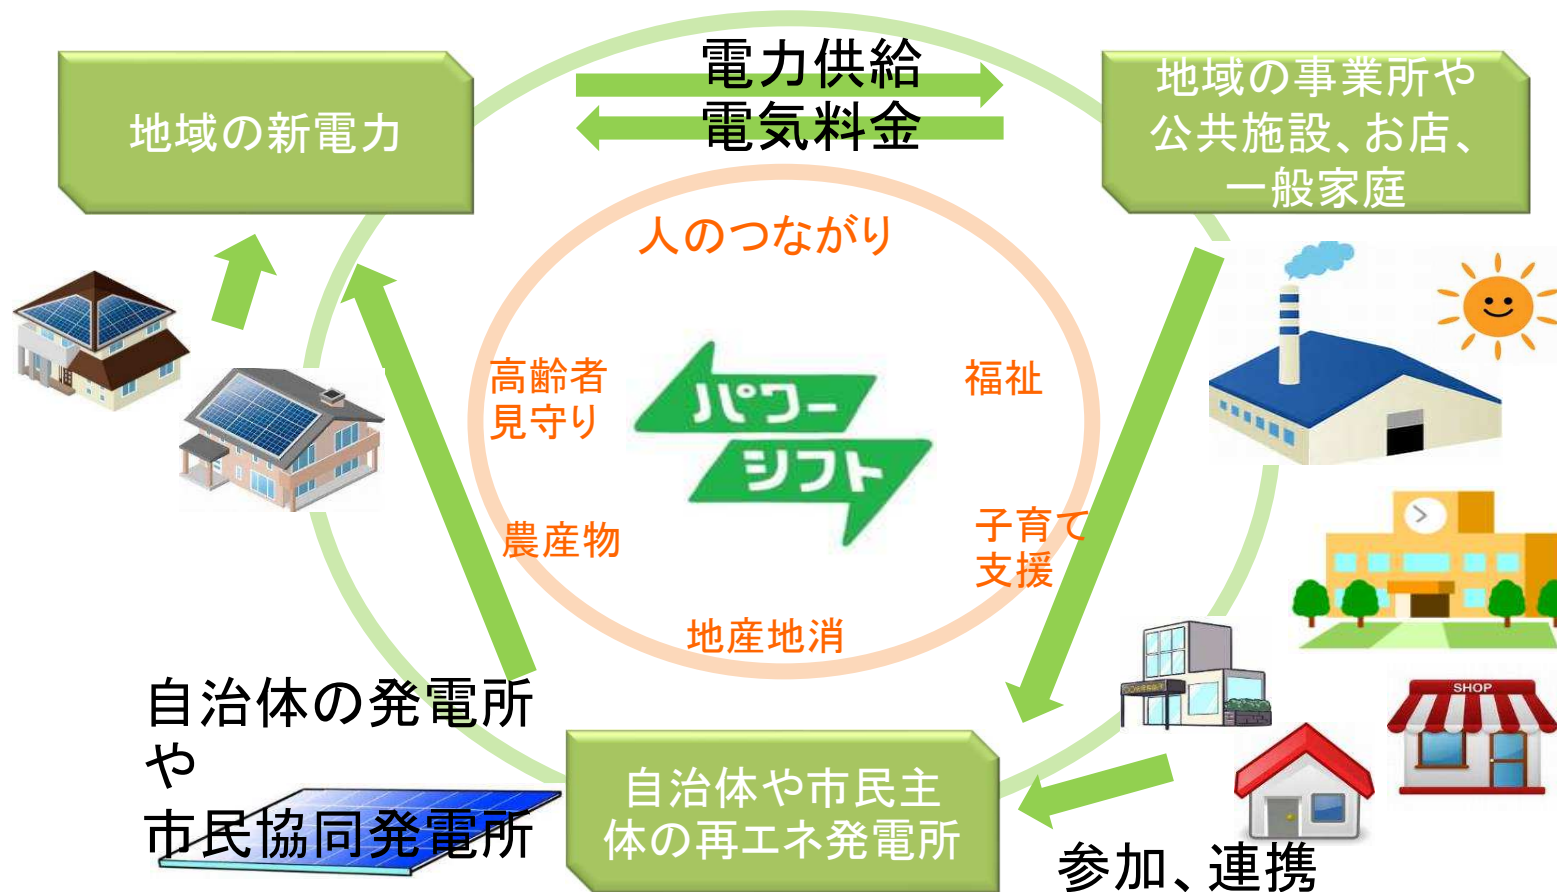 電力供給
電気料金
地域の新電力
地域の事業所や
公共施設、お店、
一般家庭
人のつながり
高齢者
見守り
福祉
パワー
シフト
農産物
子育て
支援
地産地消
自治体の発電所
や
市民協同発電所
自治体や市民主
体の再エネ発電所
SHOP
参加、連携